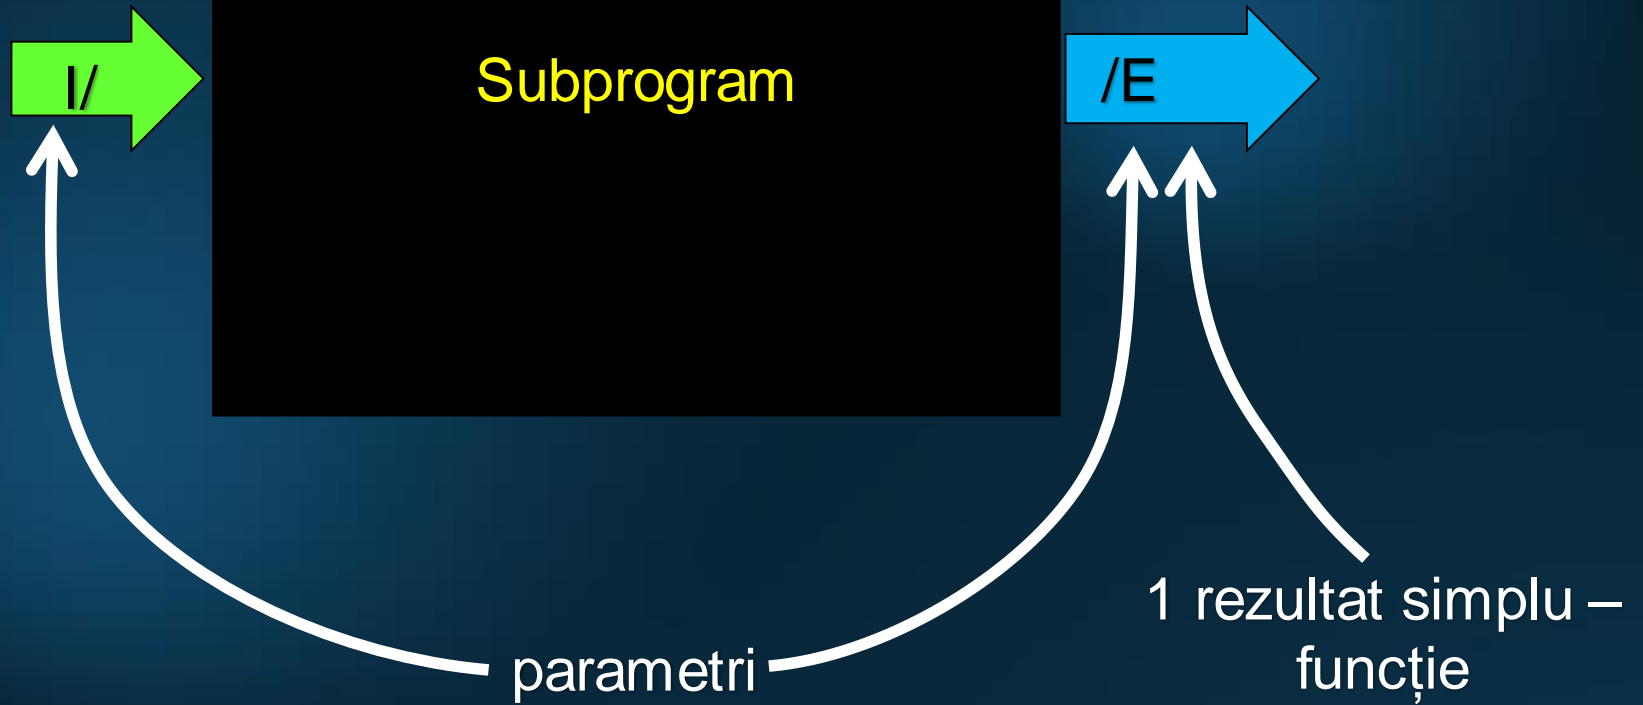 I/
Subprogram
/E
1 rezultat simplu –
funcție
parametri